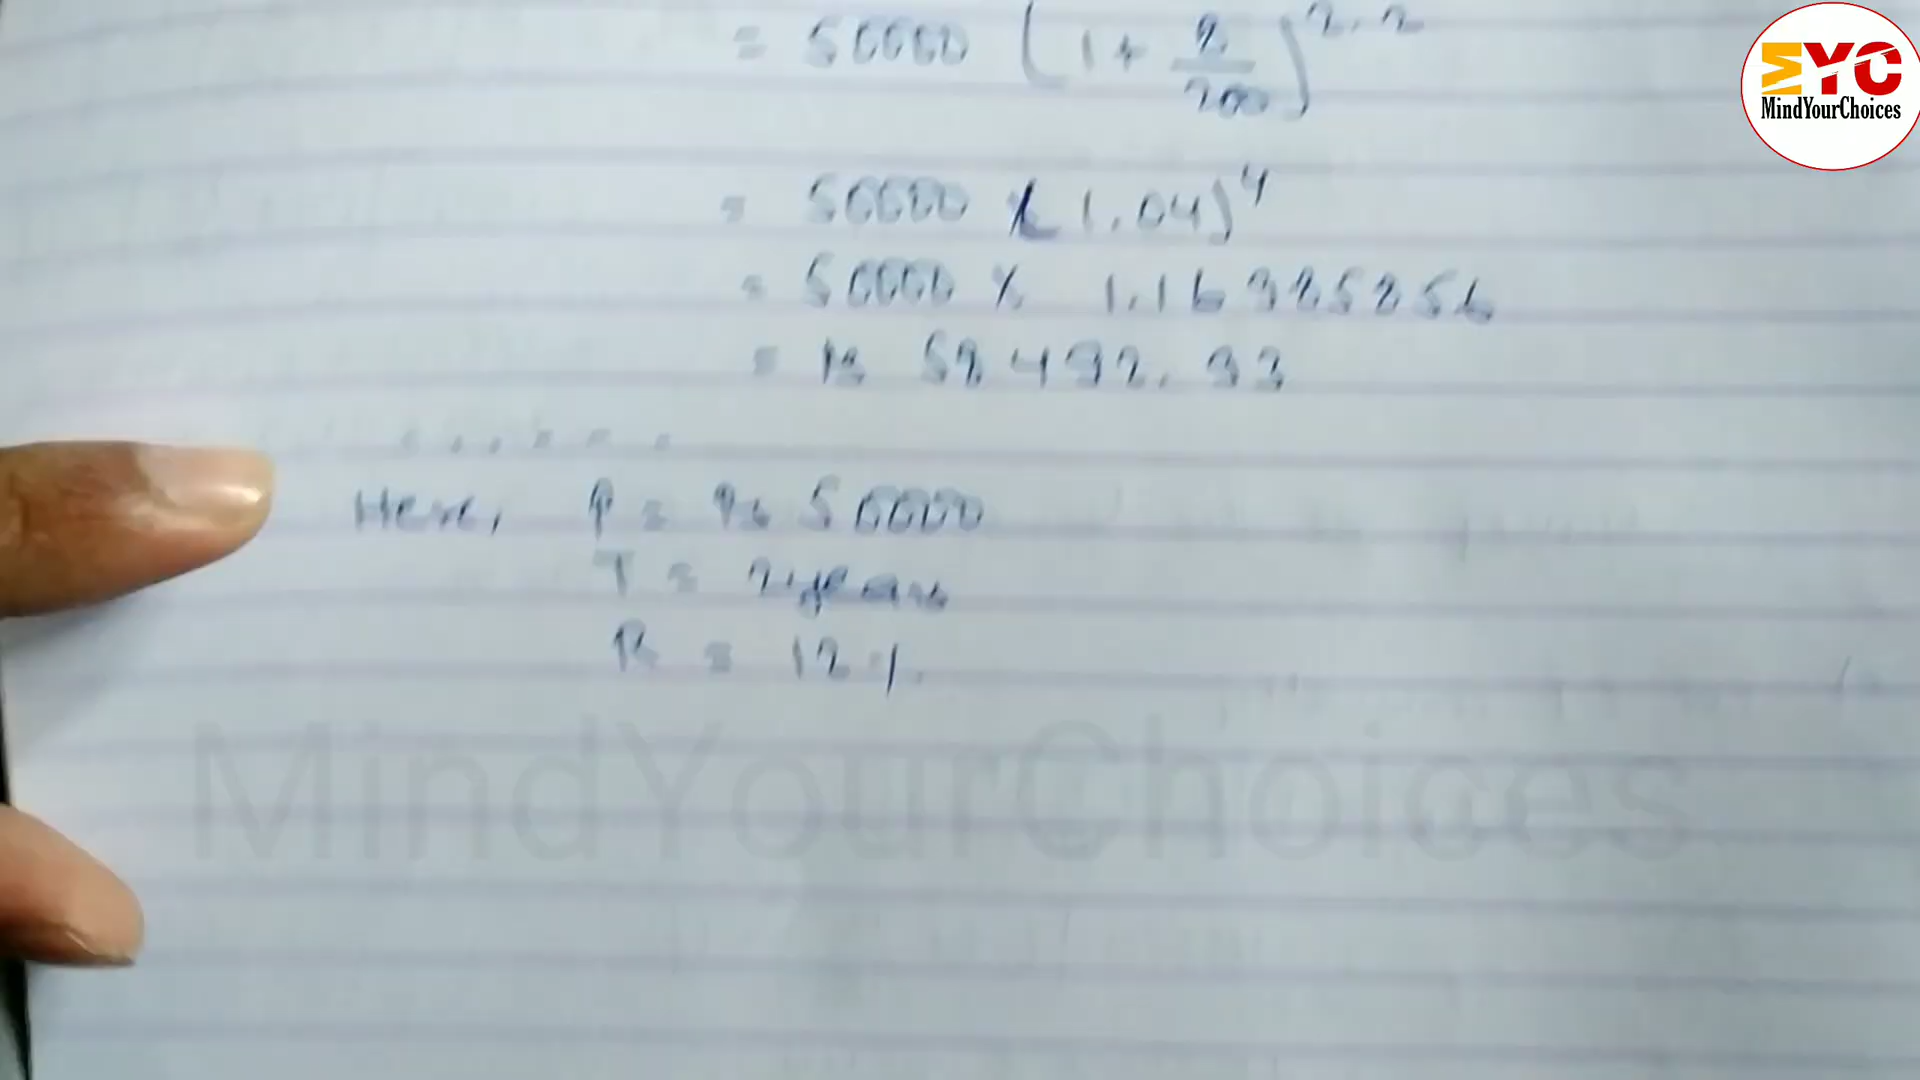 = 50000 (1 + 8/200)^2.2
MYC
MindYourChoices
= 50000 (1.04)^4
= 50000 x 1.16985856
= Rs 58492.93
Here, P = Rs 50000
T = 2 years
R = 12%
MindYourChoices